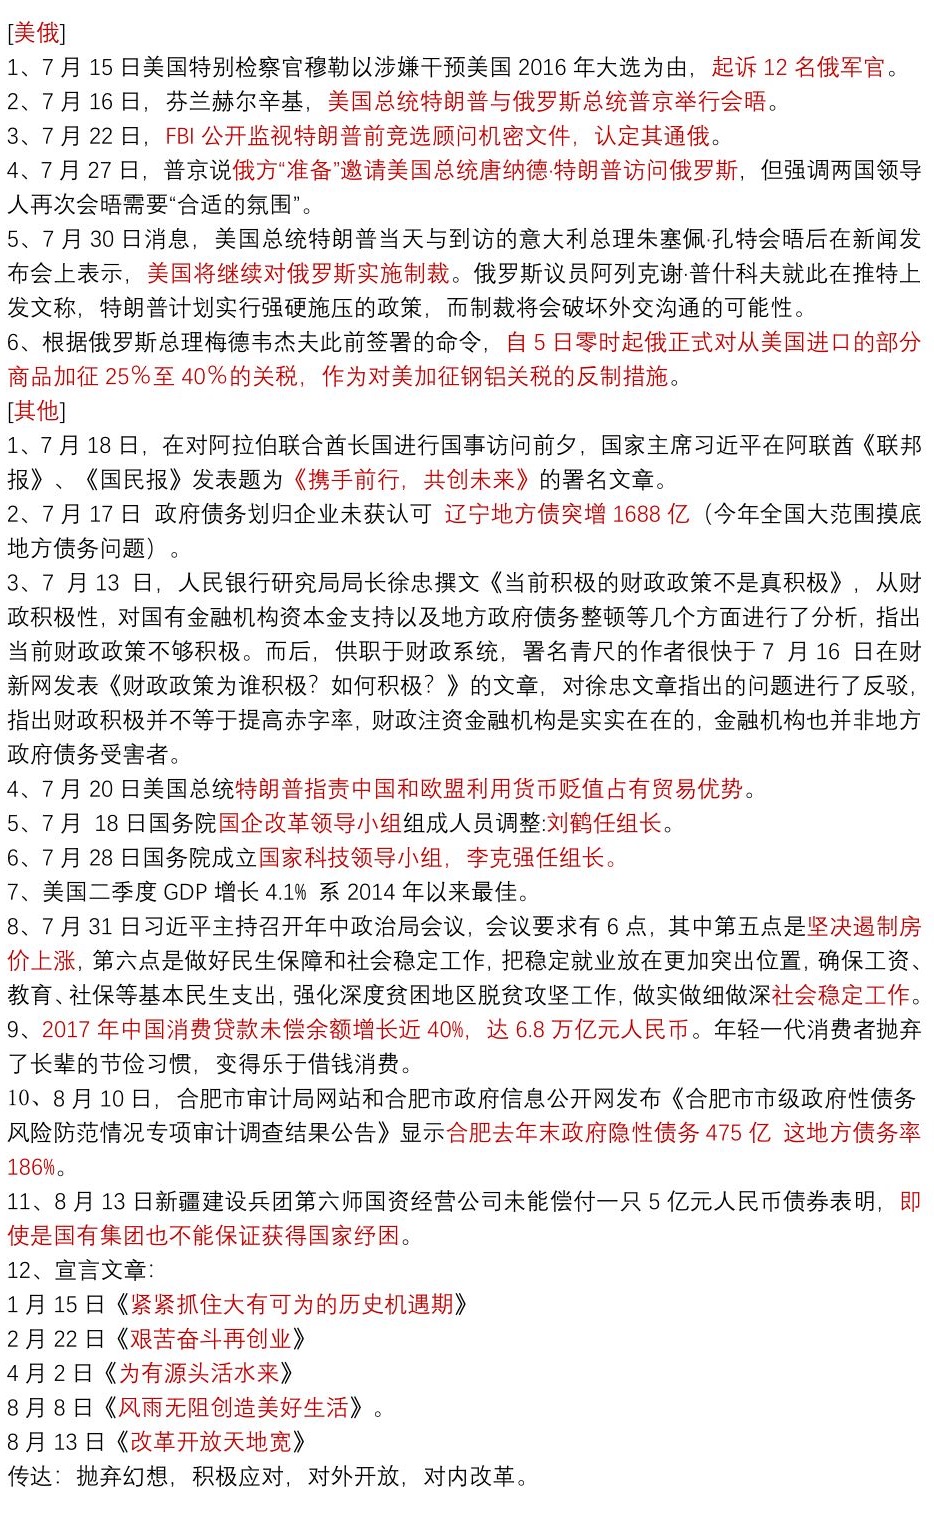 [美俄]
1、7 月 15 日美国特别检察官穆勒以涉嫌干预美国 2016 年大选为由，起诉 12 名俄军官。
2、7 月 16 日，芬兰赫尔辛基，美国总统特朗普与俄罗斯总统普京举行会晤。
3、7 月 22 日，FBI 公开监视特朗普前竞选顾问机密文件，认定其通俄。
4、7 月 27 日，普京说俄方“准备”邀请美国总统唐纳德·特朗普访问俄罗斯，但强调两国领导
人再次会晤需要“合适的氛围”。
5、7 月 30 日消息，美国总统特朗普当天与到访的意大利总理朱塞佩·孔特会晤后在新闻发
布会上表示，美国将继续对俄罗斯实施制裁。俄罗斯议员阿列克谢·普什科夫就此在推特上
发文称，特朗普计划实行强硬施压的政策，而制裁将会破坏外交沟通的可能性。
6、根据俄罗斯总理梅德韦杰夫此前签署的命令，自 5 日零时起俄正式对从美国进口的部分
商品加征 25％至 40％的关税，作为对美加征钢铝关税的反制措施。
[其他]
1、7 月 18 日，在对阿拉伯联合酋长国进行国事访问前夕，国家主席习近平在阿联酋《联邦
报》、《国民报》发表题为《携手前行，共创未来》的署名文章。
2、7 月 17 日 政府债务划归企业未获认可 辽宁地方债突增 1688 亿（今年全国大范围摸底
地方债务问题）。
3、7 月 13 日，人民银行研究局局长徐忠撰文《当前积极的财政政策不是真积极》，从财
政积极性，对国有金融机构资本金支持以及地方政府债务整顿等几个方面进行了分析，指出
当前财政政策不够积极。而后，供职于财政系统，署名青尺的作者很快于 7 月 16 日在财
新网发表《财政政策为谁积极？如何积极？》的文章，对徐忠文章指出的问题进行了反驳，
指出财政积极并不等于提高赤字率，财政注资金融机构是实实在在的，金融机构也并非地方
政府债务受害者。
4、7 月 20 日美国总统特朗普指责中国和欧盟利用货币贬值占有贸易优势。
5、7 月 18 日国务院国企改革领导小组组成人员调整:刘鹤任组长。
6、7 月 28 日国务院成立国家科技领导小组，李克强任组长。
7、美国二季度 GDP 增长 4.1% 系 2014 年以来最佳。
8、7 月 31 日习近平主持召开年中政治局会议，会议要求有 6 点，其中第五点是坚决遏制房
价上涨，第六点是做好民生保障和社会稳定工作，把稳定就业放在更加突出位置，确保工资、
教育、社保等基本民生支出，强化深度贫困地区脱贫攻坚工作，做实做细做深社会稳定工作。
9、2017 年中国消费贷款未偿余额增长近 40%，达 6.8 万亿元人民币。年轻一代消费者抛弃
了长辈的节俭习惯，变得乐于借钱消费。
10、8 月 10 日，合肥市审计局网站和合肥市政府信息公开网发布《合肥市市级政府性债务
风险防范情况专项审计调查结果公告》显示合肥去年末政府隐性债务 475 亿 这地方债务率
186%。
11、8 月 13 日新疆建设兵团第六师国资经营公司未能偿付一只 5 亿元人民币债券表明，即
使是国有集团也不能保证获得国家纾困。
12、宣言文章：
1 月 15 日《紧紧抓住大有可为的历史机遇期》
2 月 22 日《艰苦奋斗再创业》
4 月 2 日《为有源头活水来》
8 月 8 日《风雨无阻创造美好生活》。
8 月 13 日《改革开放天地宽》
传达：抛弃幻想，积极应对，对外开放，对内改革。